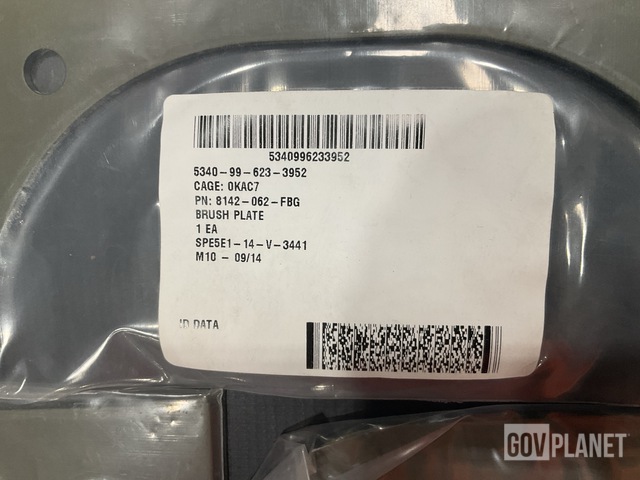 5340996233952
5340-99-623-3952
CAGE: 0KAC7
PN: 8142-062-FBG
BRUSH PLATE
1 EA
SPE5E1-14-V-3441
M10 - 09/14
ID DATA
GOVPLANET